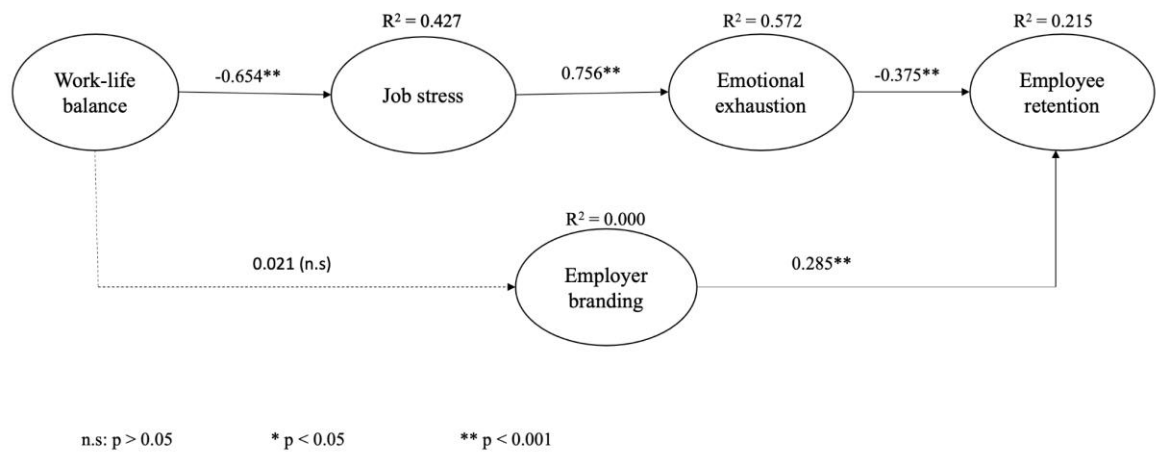 R² = 0.427
R² = 0.572
R² = 0.215
Work-life
balance
-0.654**
Job stress
0.756**
Emotional
exhaustion
-0.375**
Employee
retention
R² = 0.000
0.021 (n.s)
Employer
branding
0.285**
n.s: p > 0.05
* p < 0.05
** p < 0.001